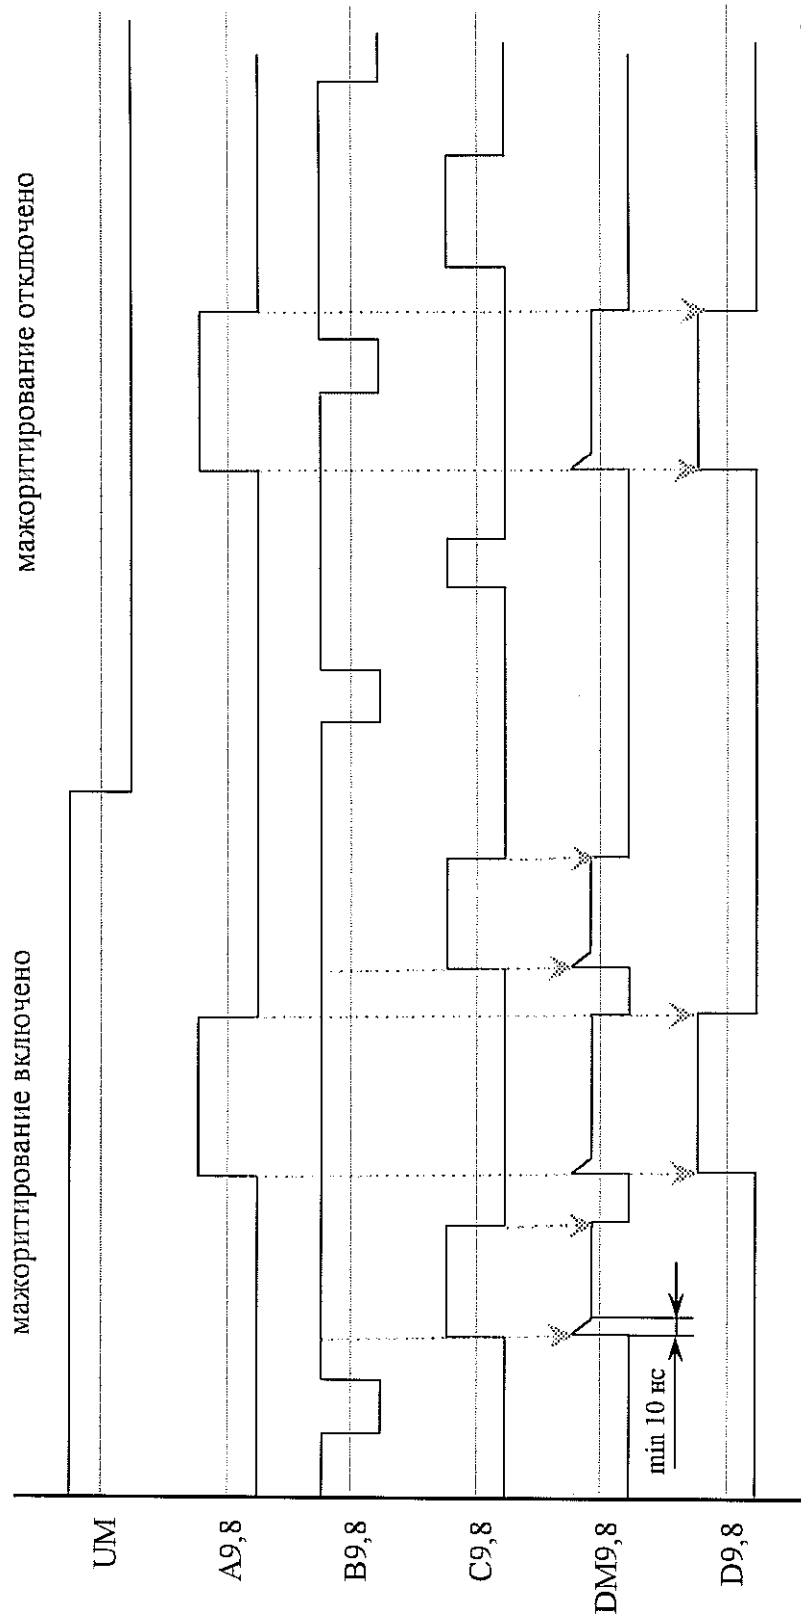 мажоритирование включено
мажоритирование отключено
UM
A9,8
B9,8
C9,8
DM9,8
D9,8
min 10 нс